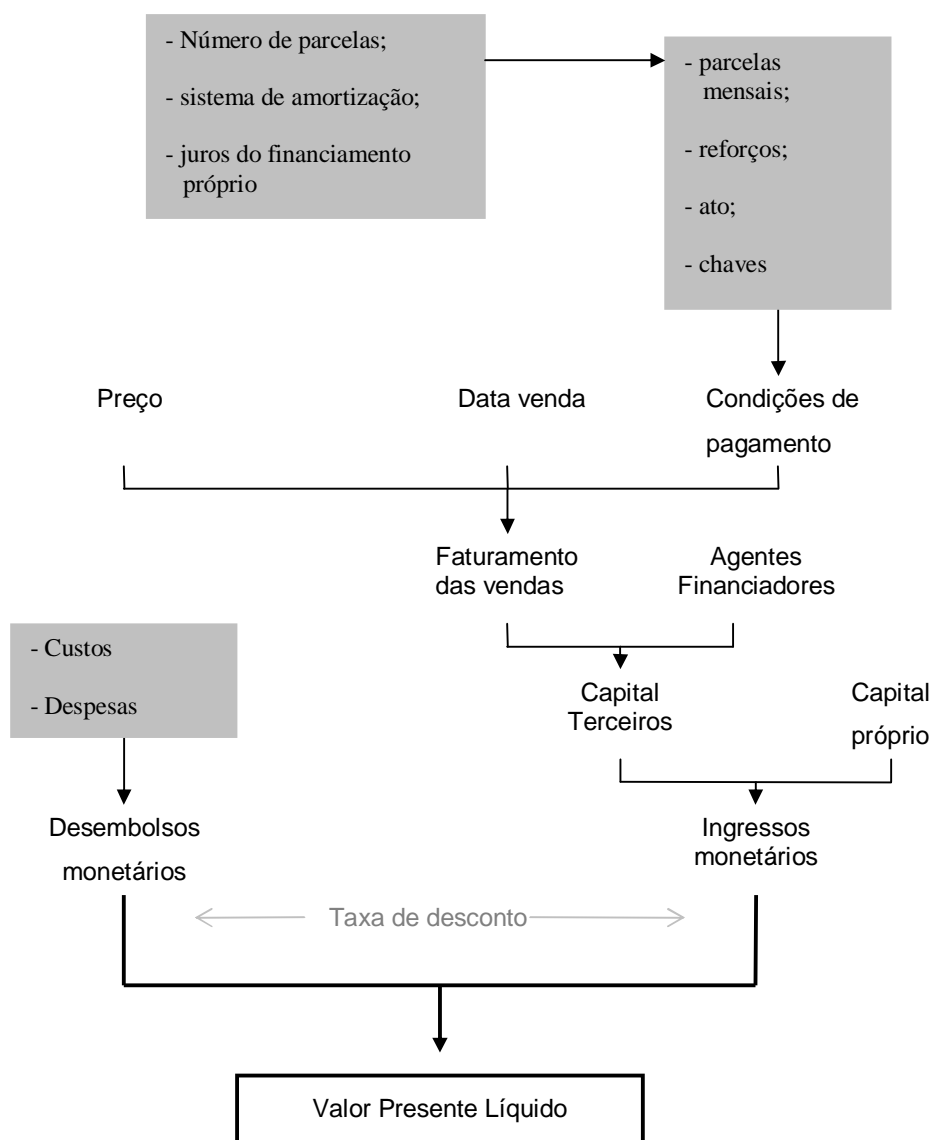 - Número de parcelas;
- sistema de amortização;
- juros do financiamento
próprio
- parcelas
mensais;
- reforços;
- ato;
- chaves
Preço
Data venda
Condições de
pagamento
Faturamento
das vendas
Agentes
Financiadores
- Custos
- Despesas
Capital
Terceiros
Capital
próprio
Desembolsos
monetários
Ingressos
monetários
Taxa de desconto
Valor Presente Líquido